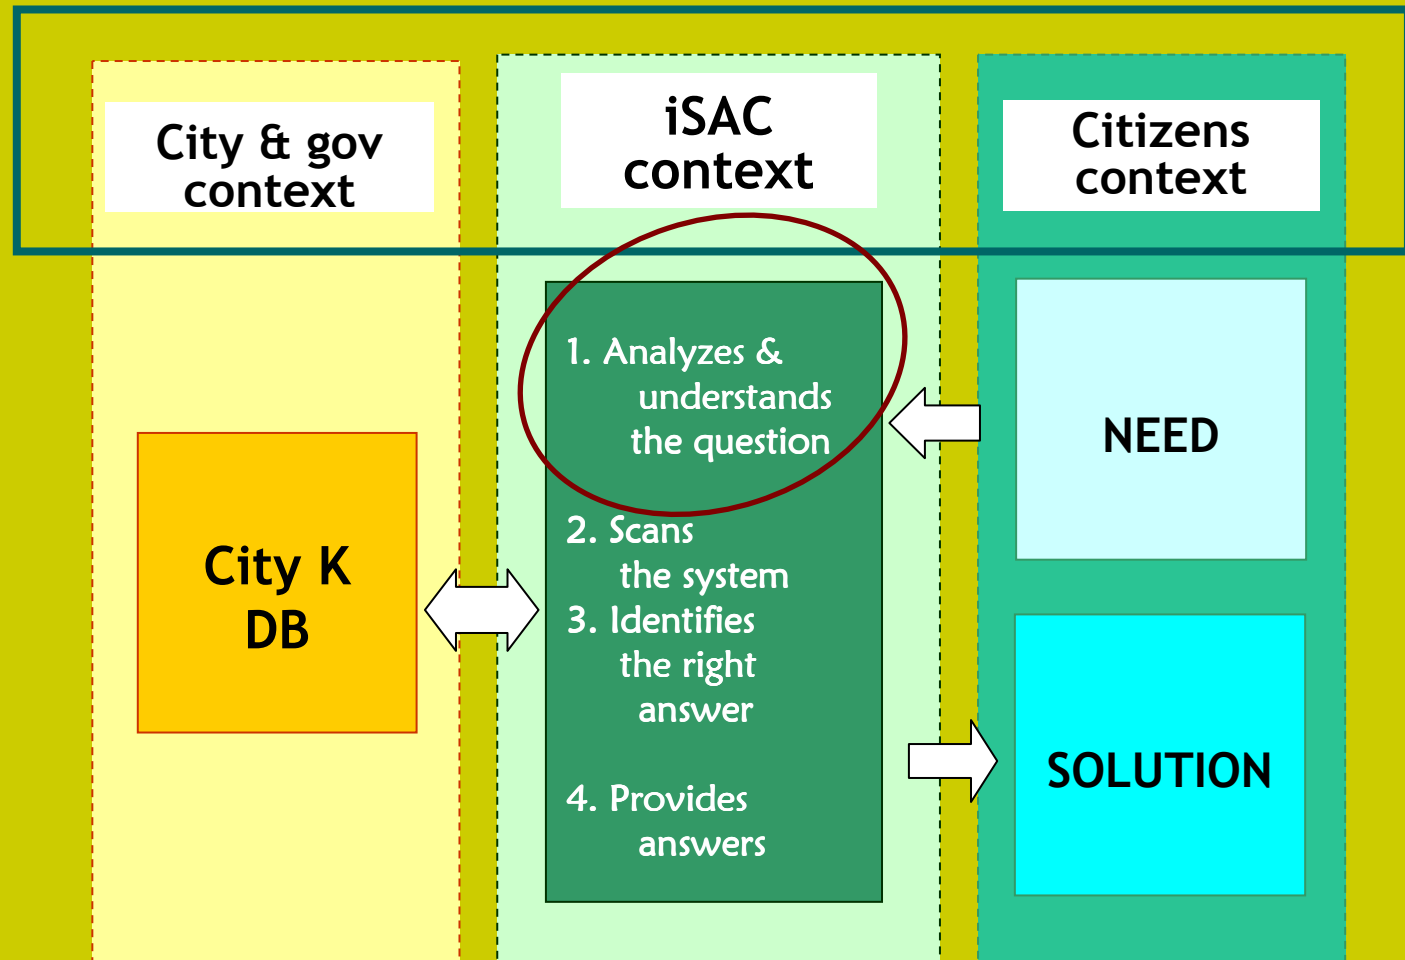 City & gov
context
iSAC
context
Citizens
context
City K
DB
1. Analyzes &
understands
the question
2. Scans
the system
3. Identifies
the right
answer
4. Provides
answers
NEED
SOLUTION